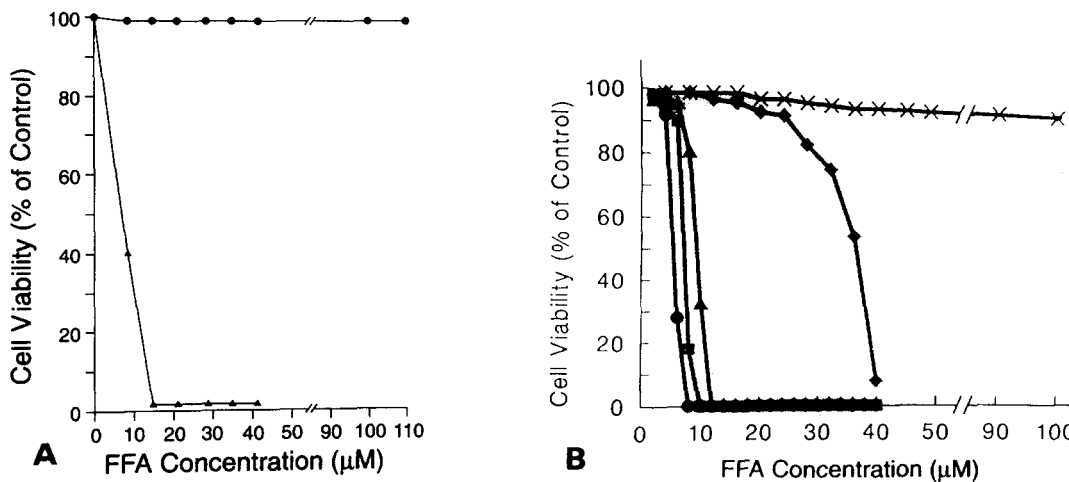 100
80
60
40
20
0
Cell Viability (% of Control)
0 10 20 30 40 50 90 100 110
FFA Concentration (µM)
A
100
80
60
40
20
0
Cell Viability (% of Control)
0 10 20 30 40 50 90 100
FFA Concentration (µM)
B